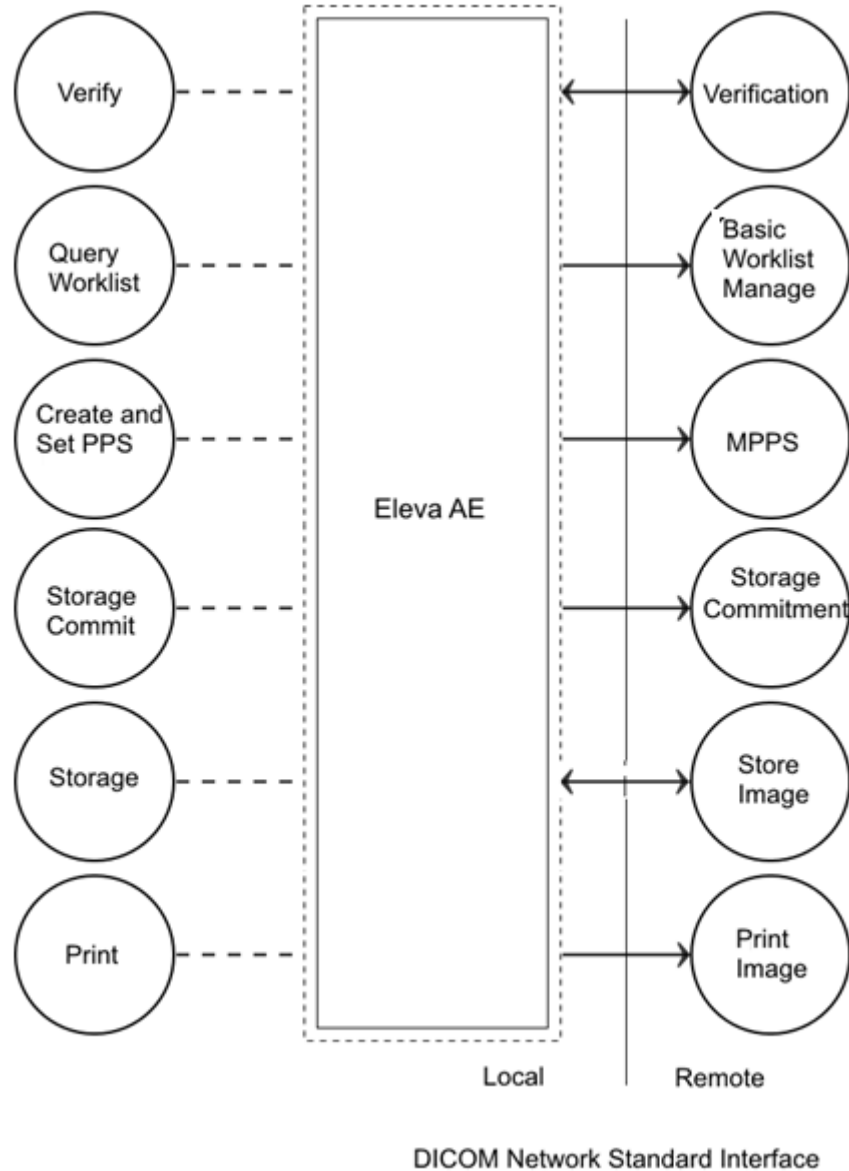 Verify
Verification
Query
Worklist
Basic
Worklist
Manage
Create and
Set PPS
MPPS
Eleva AE
Storage
Commit
Storage
Commitment
Storage
Store
Image
Print
Print
Image
Local
Remote
DICOM Network Standard Interface